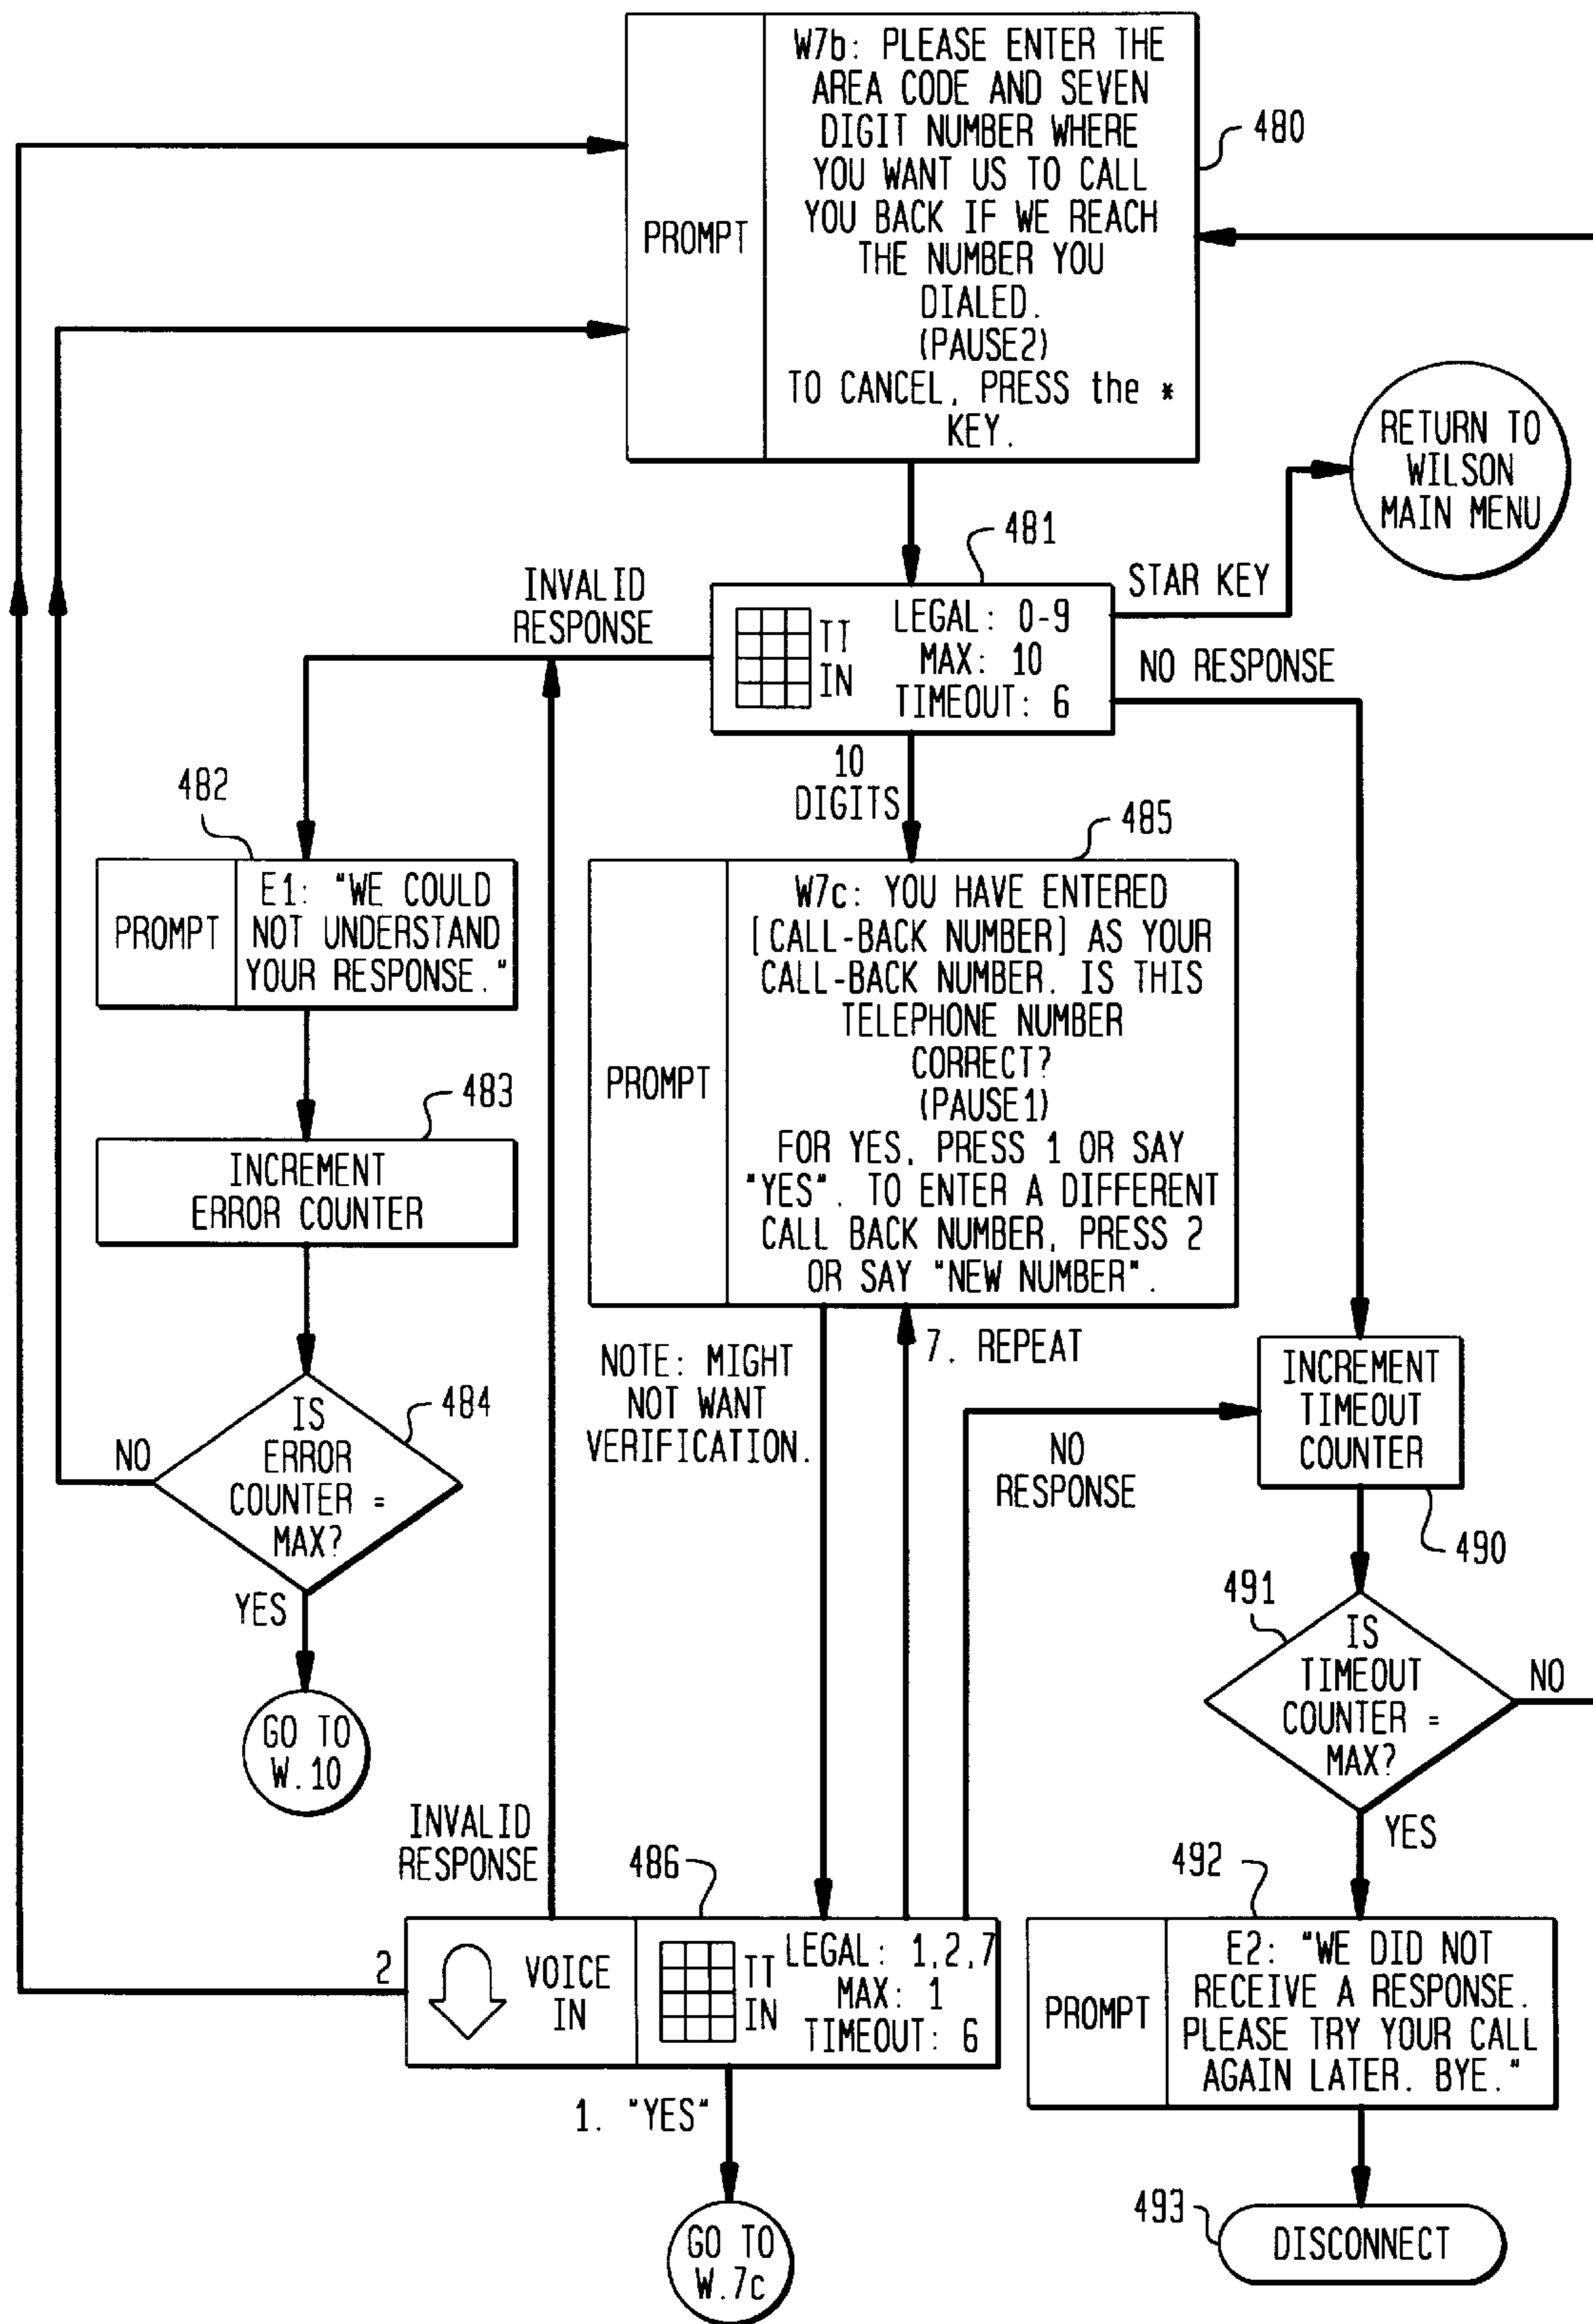 PROMPT
W7b: PLEASE ENTER THE
AREA CODE AND SEVEN
DIGIT NUMBER WHERE
YOU WANT US TO CALL
YOU BACK IF WE REACH
THE NUMBER YOU
DIALED.
(PAUSE2)
TO CANCEL, PRESS the *
KEY.
480
RETURN TO
WILSON
MAIN MENU
481
STAR KEY
INVALID
RESPONSE
TT
IN
LEGAL: 0-9
MAX: 10
TIMEOUT: 6
NO RESPONSE
10
DIGITS
482
PROMPT
E1: "WE COULD
NOT UNDERSTAND
YOUR RESPONSE."
485
PROMPT
W7c: YOU HAVE ENTERED
[CALL-BACK NUMBER] AS YOUR
CALL-BACK NUMBER. IS THIS
TELEPHONE NUMBER
CORRECT?
(PAUSE1)
FOR YES, PRESS 1 OR SAY
"YES". TO ENTER A DIFFERENT
CALL BACK NUMBER, PRESS 2
OR SAY "NEW NUMBER".
483
INCREMENT
ERROR COUNTER
484
IS
ERROR
COUNTER =
MAX?
NO
YES
GO TO
W.10
NOTE: MIGHT
NOT WANT
VERIFICATION.
7. REPEAT
NO
RESPONSE
INCREMENT
TIMEOUT
COUNTER
490
491
IS
TIMEOUT
COUNTER =
MAX?
NO
YES
INVALID
RESPONSE
486
2
VOICE
IN
TT
IN
LEGAL: 1,2,7
MAX: 1
TIMEOUT: 6
1. "YES"
GO TO
W.7c
492
PROMPT
E2: "WE DID NOT
RECEIVE A RESPONSE.
PLEASE TRY YOUR CALL
AGAIN LATER. BYE."
493
DISCONNECT